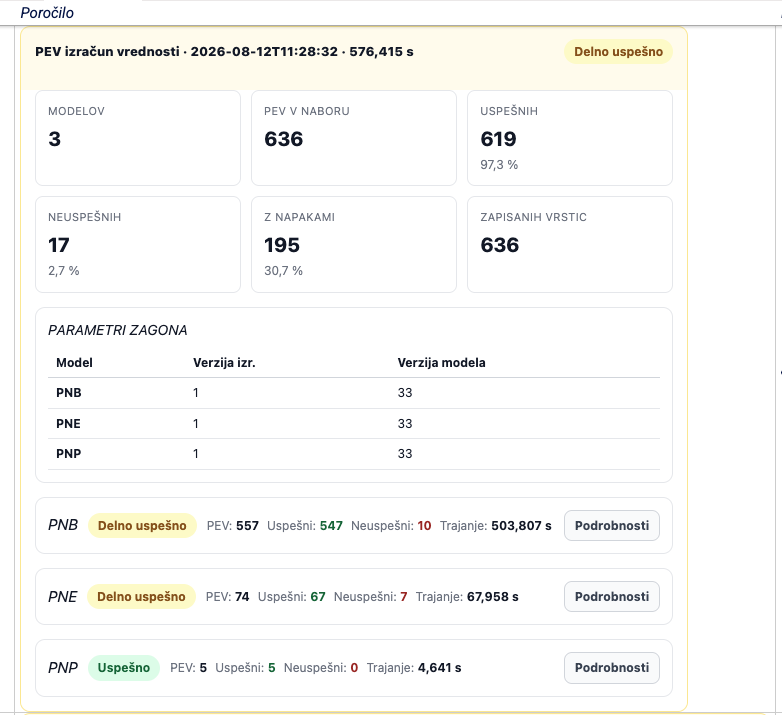 Poročilo
PEV izračun vrednosti · 2026-08-12T11:28:32 · 576,415 s
Delno uspešno
MODELOV
3
PEV V NABORU
636
USPEŠNIH
619
97,3 %
NEUSPEŠNIH
17
2,7 %
Z NAPAKAMI
195
30,7 %
ZAPISANIH VRSTIC
636
PARAMETRI ZAGONA
Model Verzija izr. Verzija modela
PNB 1 33
PNE 1 33
PNP 1 33
PNB Delno uspešno PEV: 557 Uspešni: 547 Neuspešni: 10 Trajanje: 503,807 s Podrobnosti
PNE Delno uspešno PEV: 74 Uspešni: 67 Neuspešni: 7 Trajanje: 67,958 s Podrobnosti
PNP Uspešno PEV: 5 Uspešni: 5 Neuspešni: 0 Trajanje: 4,641 s Podrobnosti